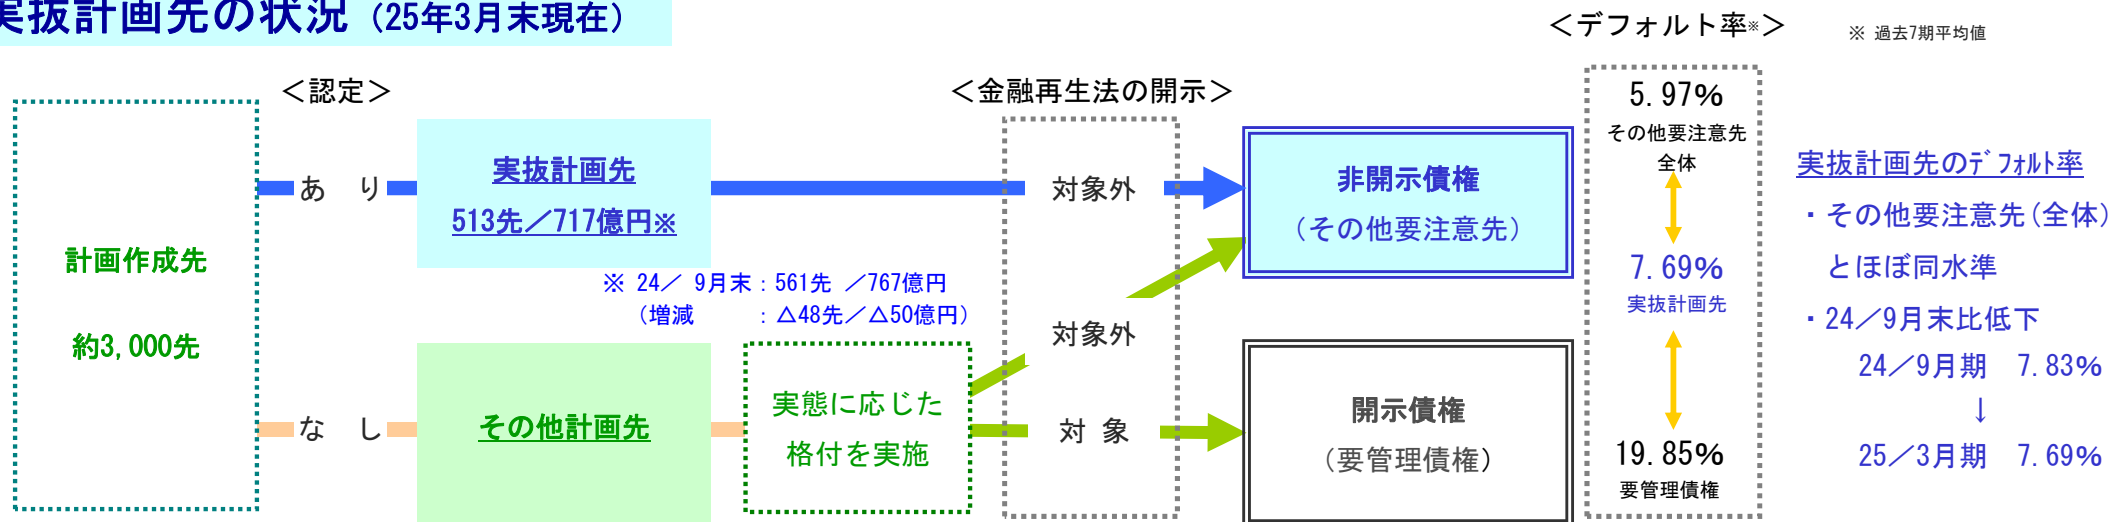 実抜計画先の状況（25年3月末現在）
＜デフォルト率※＞
※ 過去7期平均値
＜認定＞
＜金融再生法の開示＞
計画作成先
約3,000先
あ り
な し
実抜計画先
513先／717億円※
※ 24／ 9月末：561先 ／767億円
（増減 ：△48先／△50億円）
その他計画先
実態に応じた
格付を実施
対象外
対象外
対 象
非開示債権
（その他要注意先）
開示債権
（要管理債権）
5.97%
その他要注意先
全体
7.69%
実抜計画先
19.85%
要管理債権
実抜計画先のﾃﾞﾌｫﾙﾄ率
・その他要注意先(全体)
とほぼ同水準
・24／9月末比低下
24／9月期 7.83%
↓
25／3月期 7.69%